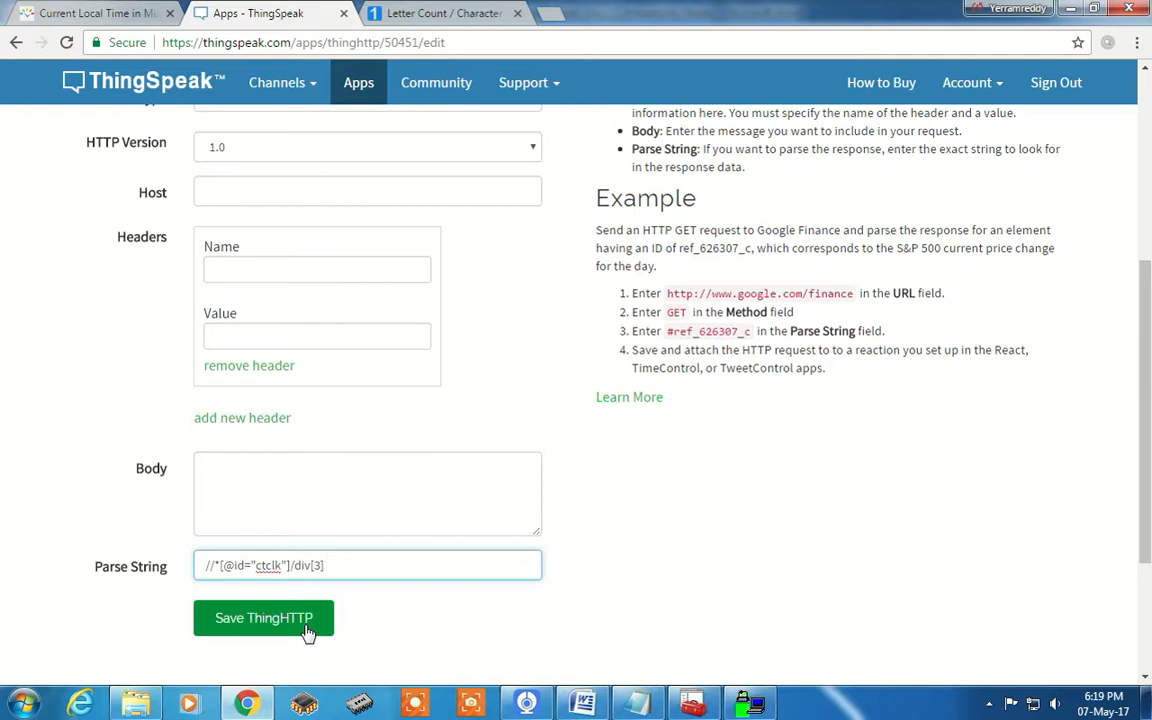 Current Local Time in Mu
Apps - ThingSpeak
Letter Count / Character
Yerramreddy
Secure
https://thingspeak.com/apps/thinghttp/50451/edit
ThingSpeak™
Channels
Apps
Community
Support
How to Buy
Account
Sign Out
information here. You must specify the name of the header and a value.
HTTP Version
1.0
Body: Enter the message you want to include in your request.
Parse String: If you want to parse the response, enter the exact string to look for
in the response data.
Host
Example
Headers
Name
Value
remove header
add new header
Send an HTTP GET request to Google Finance and parse the response for an element
having an ID of ref_626307_c, which corresponds to the S&P 500 current price change
for the day.
1. Enter http://www.google.com/finance in the URL field.
2. Enter GET in the Method field
3. Enter #ref_626307_c in the Parse String field.
4. Save and attach the HTTP request to to a reaction you set up in the React,
TimeControl, or TweetControl apps.
Learn More
Body
Parse String
//*[@id="ctclk"]/div[3]
Save ThingHTTP
6:19 PM
07-May-17